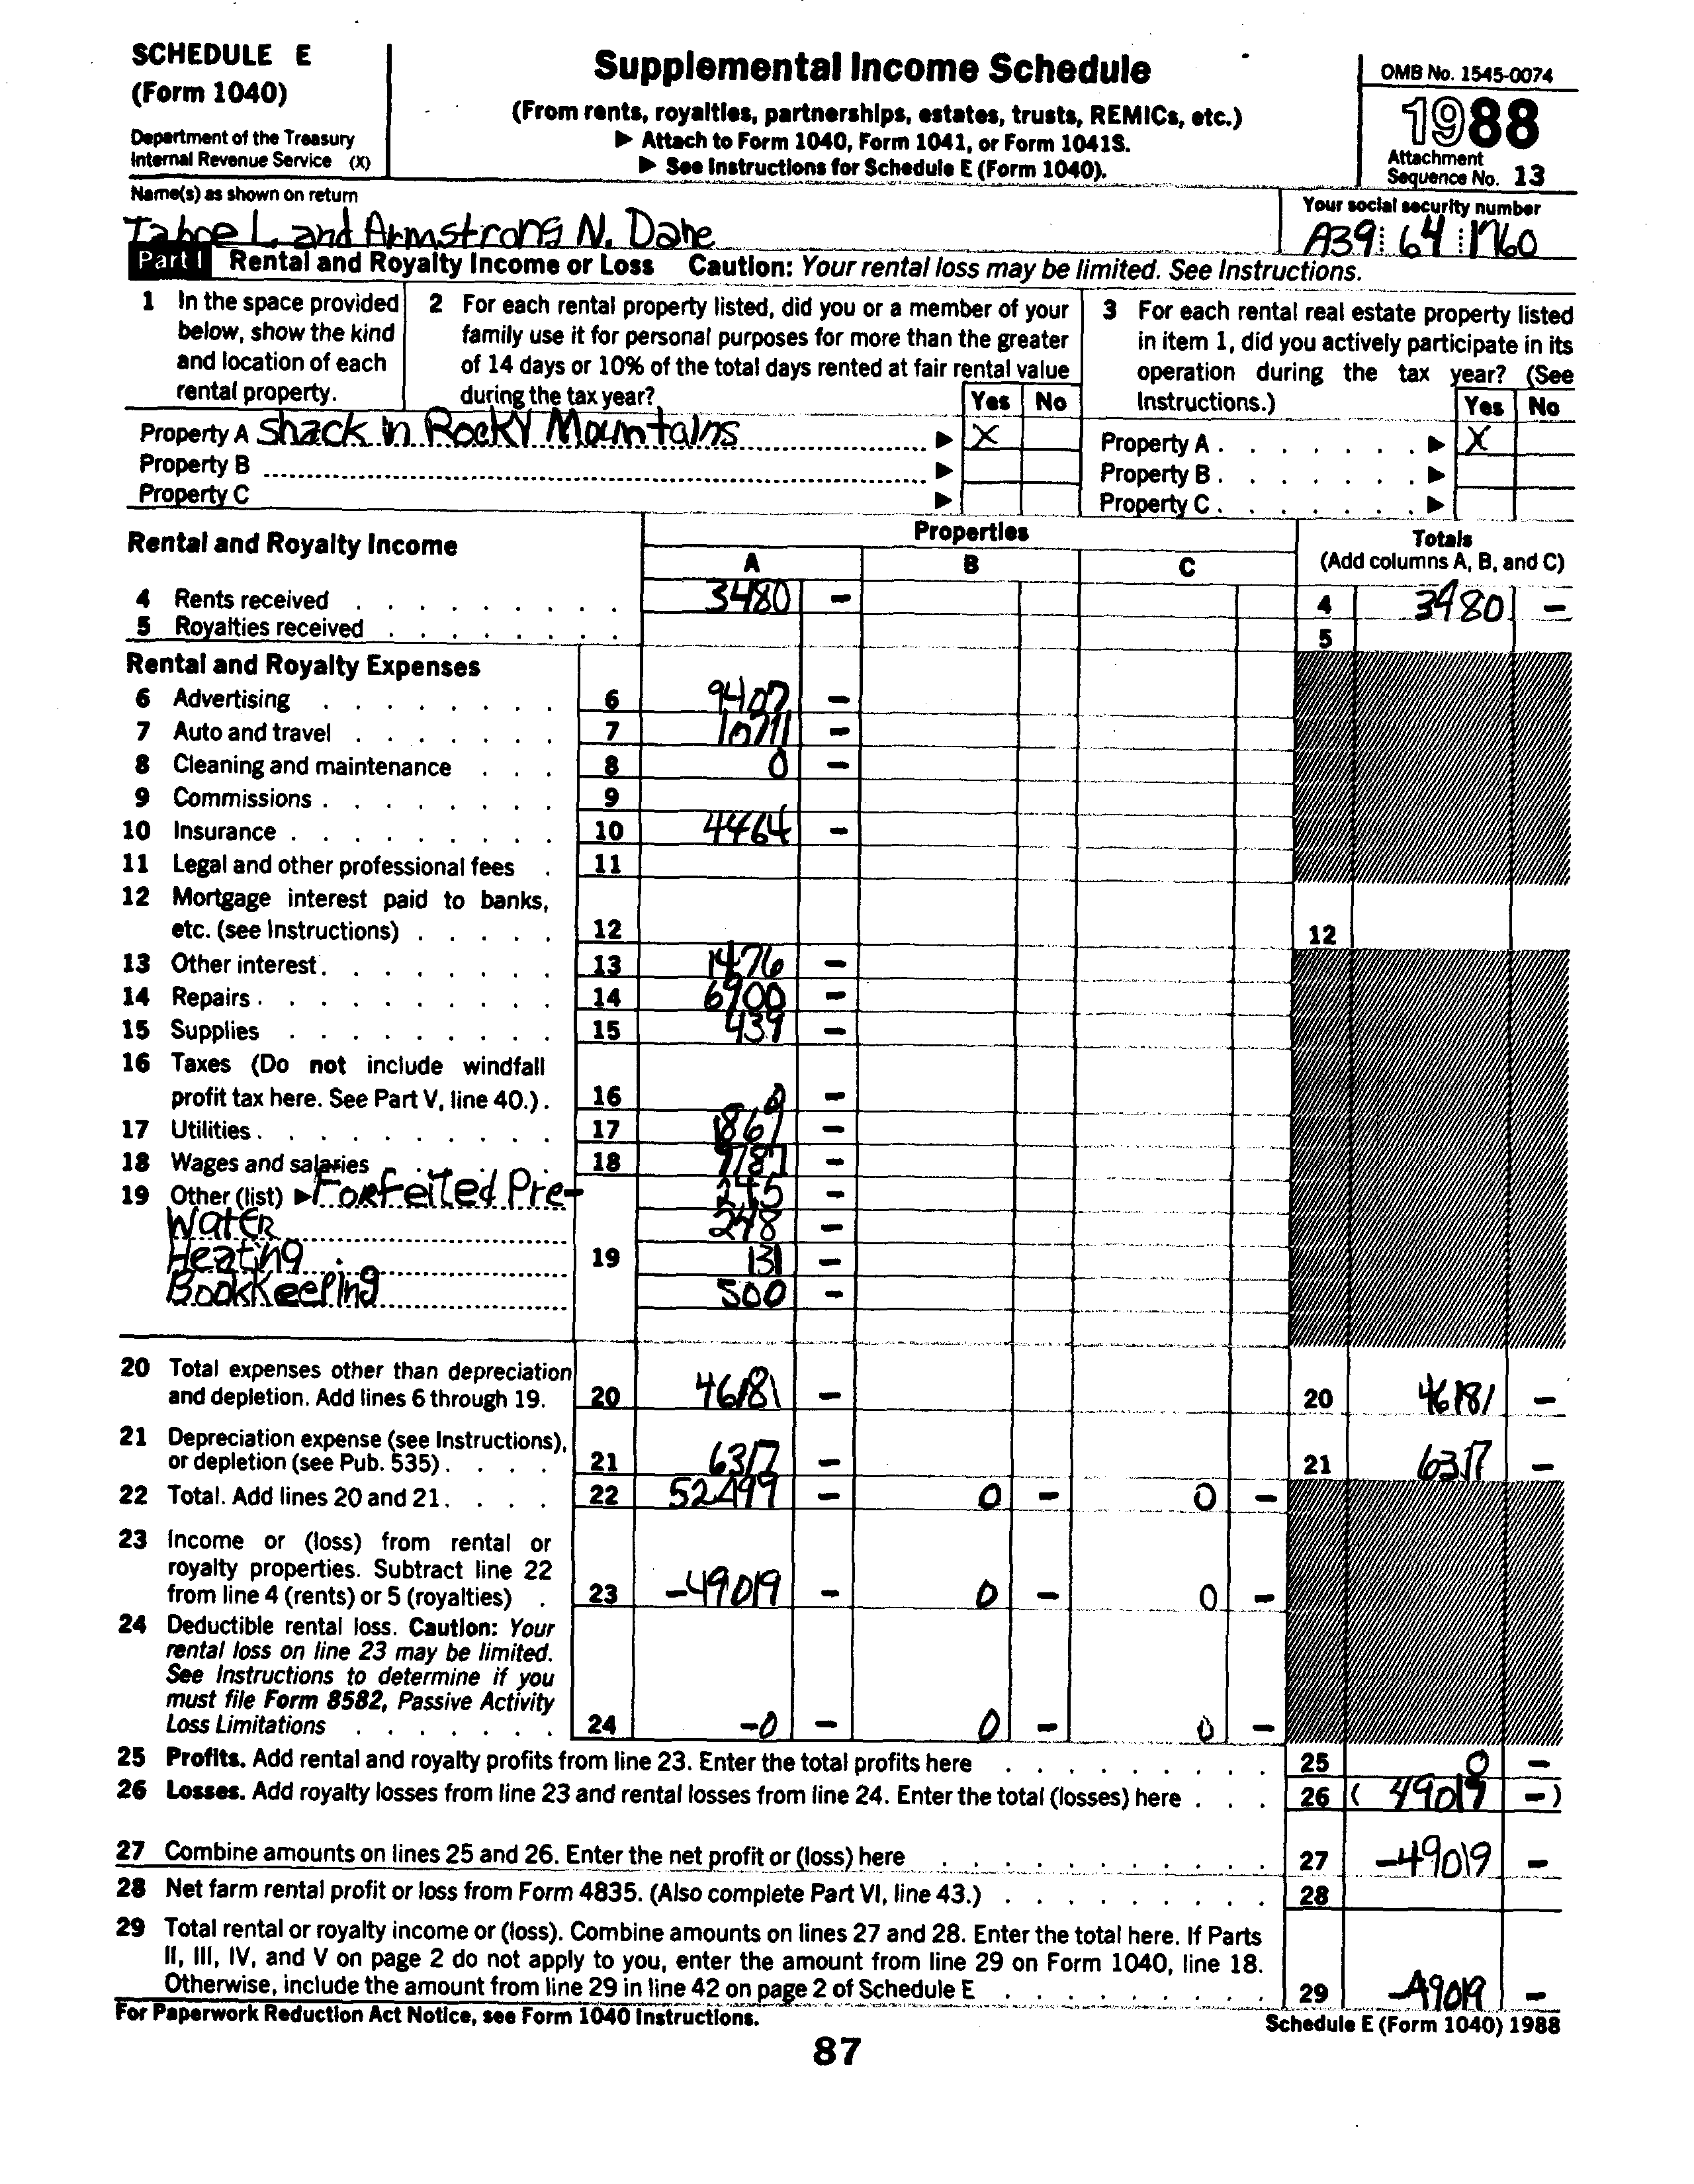 SCHEDULE E
(Form 1040)
Department of the Treasury
Internal Revenue Service (X)
Supplemental Income Schedule
(From rents, royalties, partnerships, estates, trusts, REMICs, etc.)
▶ Attach to Form 1040, Form 1041, or Form 1041S.
▶ See Instructions for Schedule E (Form 1040).
OMB No. 1545-0074
1988
Attachment
Sequence No. 13
Name(s) as shown on return
Tahoe L. and Armstrong N. Dane
Your social security number
A39 64 1760
Part I Rental and Royalty Income or Loss Caution: Your rental loss may be limited. See Instructions.
1 In the space provided
below, show the kind
and location of each
rental property.
2 For each rental property listed, did you or a member of your
family use it for personal purposes for more than the greater
of 14 days or 10% of the total days rented at fair rental value
during the tax year? Yes No
3 For each rental real estate property listed
in item 1, did you actively participate in its
operation during the tax year? (See
Instructions.) Yes No
Property A Shack in Rocky Mountains ▶ X Property A ▶ X
Property B ▶ Property B ▶
Property C ▶ Property C ▶
Rental and Royalty Income
Properties
A B C
Totals
(Add columns A, B, and C)
4 Rents received 3480 - 4 3480 -
5 Royalties received 5
Rental and Royalty Expenses
6 Advertising 6 9407 -
7 Auto and travel 7 10711 -
8 Cleaning and maintenance 8 0 -
9 Commissions 9
10 Insurance 10 4464 -
11 Legal and other professional fees 11
12 Mortgage interest paid to banks,
etc. (see Instructions) 12 12
13 Other interest 13 1476 -
14 Repairs 14 6900 -
15 Supplies 15 439 -
16 Taxes (Do not include windfall
profit tax here. See Part V, line 40.) 16 0 -
17 Utilities 17 1869 -
18 Wages and salaries 18 -
19 Other (list) ▶ Forfeited Pre- 245 -
Water 248 -
Heating 19 131 -
Bookkeeping 500 -
20 Total expenses other than depreciation
and depletion. Add lines 6 through 19. 20 46181 - 20 46181 -
21 Depreciation expense (see Instructions),
or depletion (see Pub. 535) 21 6317 - 21 6317 -
22 Total. Add lines 20 and 21 22 52499 - 0 - 0 -
23 Income or (loss) from rental or
royalty properties. Subtract line 22
from line 4 (rents) or 5 (royalties) 23 -49019 - 0 - 0 -
24 Deductible rental loss. Caution: Your
rental loss on line 23 may be limited.
See Instructions to determine if you
must file Form 8582, Passive Activity
Loss Limitations 24 -0 - 0 - 0 -
25 Profits. Add rental and royalty profits from line 23. Enter the total profits here 25 0 -
26 Losses. Add royalty losses from line 23 and rental losses from line 24. Enter the total (losses) here 26 ( 49019 - )
27 Combine amounts on lines 25 and 26. Enter the net profit or (loss) here 27 -49019 -
28 Net farm rental profit or loss from Form 4835. (Also complete Part VI, line 43.) 28
29 Total rental or royalty income or (loss). Combine amounts on lines 27 and 28. Enter the total here. If Parts
II, III, IV, and V on page 2 do not apply to you, enter the amount from line 29 on Form 1040, line 18.
Otherwise, include the amount from line 29 in line 42 on page 2 of Schedule E 29 -49019 -
For Paperwork Reduction Act Notice, see Form 1040 Instructions.
Schedule E (Form 1040) 1988
87